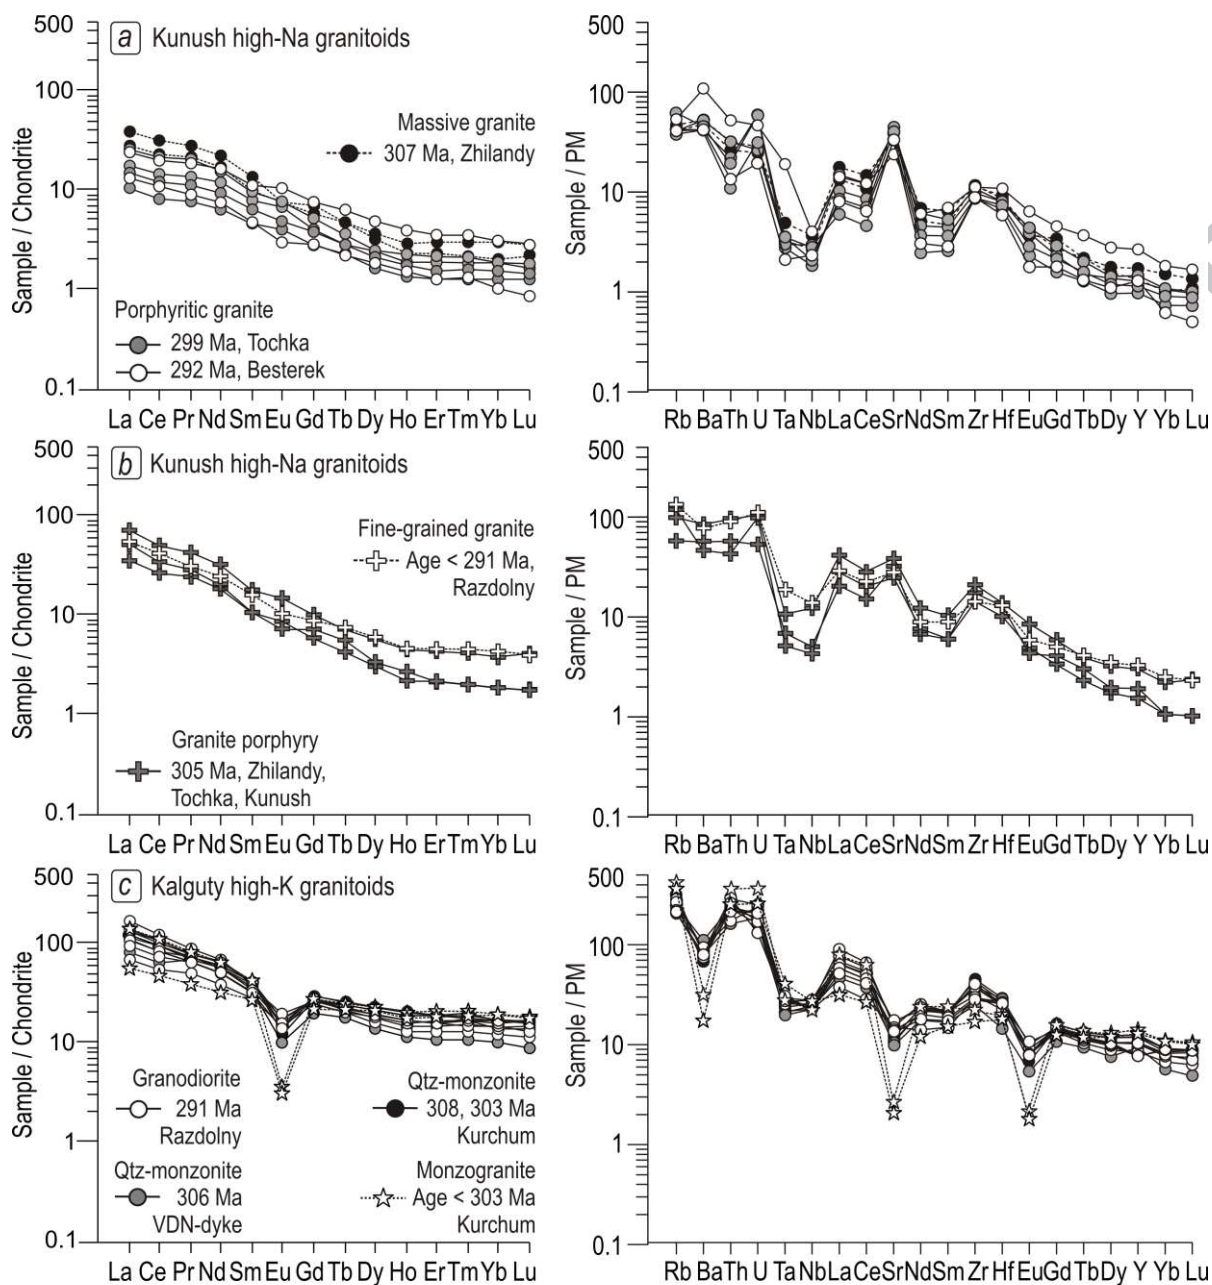 500
100
10
1
0.1
Sample / Chondrite
a Kunush high-Na granitoids
Massive granite
307 Ma, Zhilandy
Porphyritic granite
299 Ma, Tochka
292 Ma, Besterek
La Ce Pr Nd Sm Eu Gd Tb Dy Ho Er Tm Yb Lu
500
100
10
1
0.1
Sample / PM
Rb Ba Th U Ta Nb La Ce Sr Nd Sm Zr Hf Eu Gd Tb Dy Y Yb Lu
500
100
10
1
0.1
Sample / Chondrite
b Kunush high-Na granitoids
Fine-grained granite
Age < 291 Ma,
Razdolny
Granite porphyry
305 Ma, Zhilandy,
Tochka, Kunush
La Ce Pr Nd Sm Eu Gd Tb Dy Ho Er Tm Yb Lu
500
100
10
1
0.1
Sample / PM
Rb Ba Th U Ta Nb La Ce Sr Nd Sm Zr Hf Eu Gd Tb Dy Y Yb Lu
500
100
10
1
0.1
Sample / Chondrite
c Kalguty high-K granitoids
Granodiorite
291 Ma
Razdolny
Qtz-monzonite
308, 303 Ma
Kurchum
Qtz-monzonite
306 Ma
VDN-dyke
Monzogranite
Age < 303 Ma
Kurchum
La Ce Pr Nd Sm Eu Gd Tb Dy Ho Er Tm Yb Lu
500
100
10
1
0.1
Sample / PM
Rb Ba Th U Ta Nb La Ce Sr Nd Sm Zr Hf Eu Gd Tb Dy Y Yb Lu